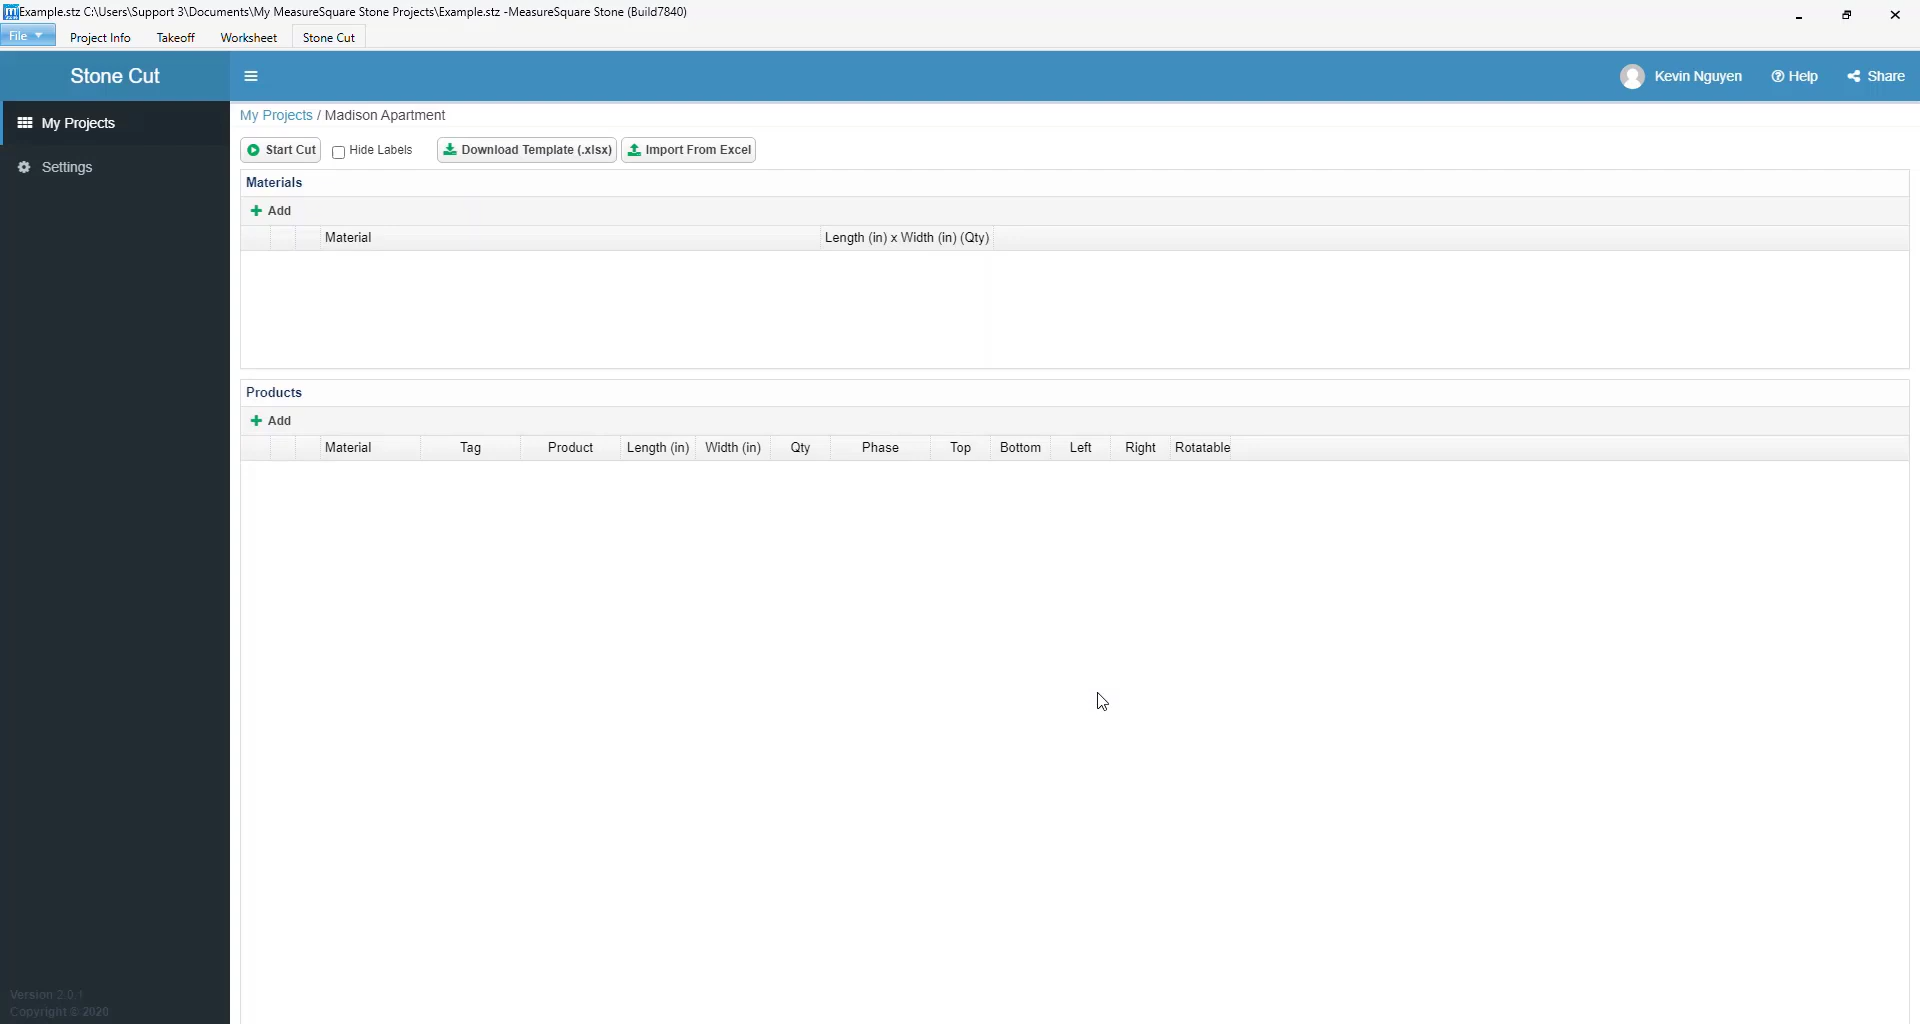 Example.stz C:\Users\Support 3\Documents\My MeasureSquare Stone Projects\Example.stz -MeasureSquare Stone (Build7840)
File Project Info Takeoff Worksheet Stone Cut
Stone Cut Kevin Nguyen Help Share
My Projects
Settings
My Projects / Madison Apartment
Start Cut Hide Labels Download Template (.xlsx) Import From Excel
Materials
Add
Material Length (in) x Width (in) (Qty)
Products
Add
Material Tag Product Length (in) Width (in) Qty Phase Top Bottom Left Right Rotatable
Version 2.0.1
Copyright © 2020